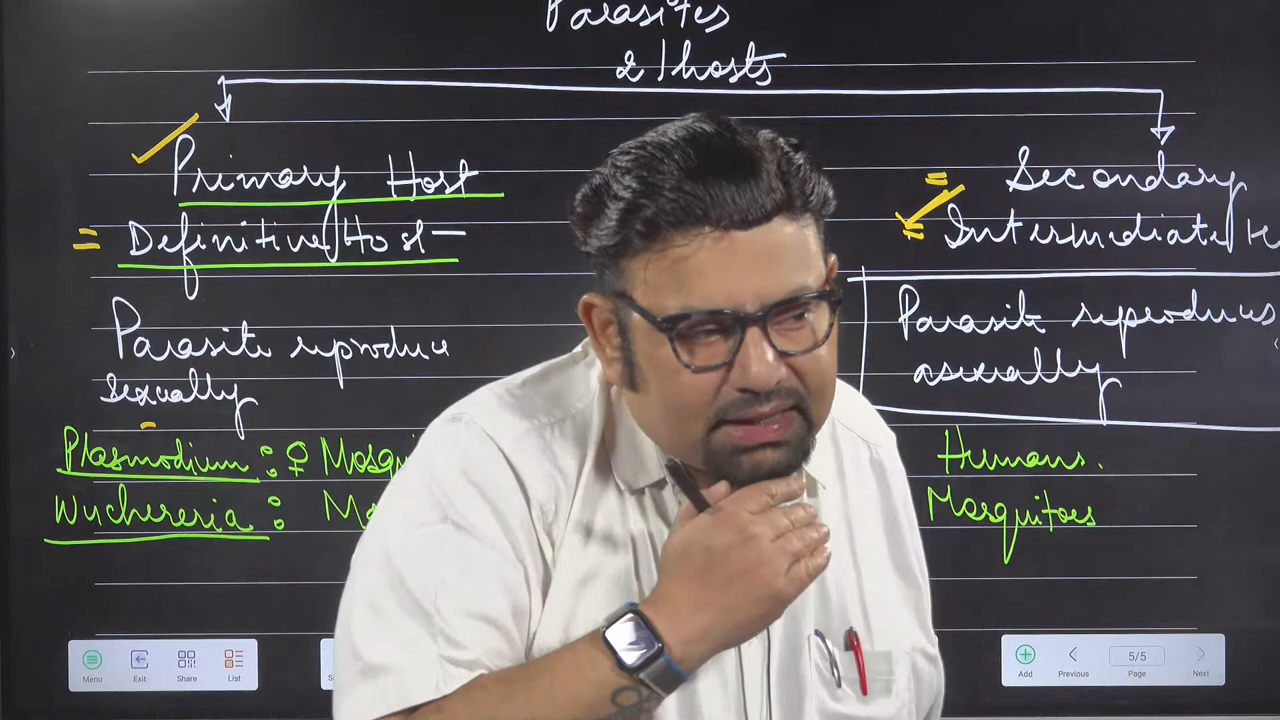 Parasites
& / hosts
Primary Host
= Secondary
= Definitive Host —
= Intermediate H
Parasite reproduce
sexually
Parasite reproduces
asexually
Plasmodium : ♀ Mosqu
Humans.
Wuchereria :
Mosquitoes
Menu
Exit
Share
List
Add
Previous
5/5
Page
Next